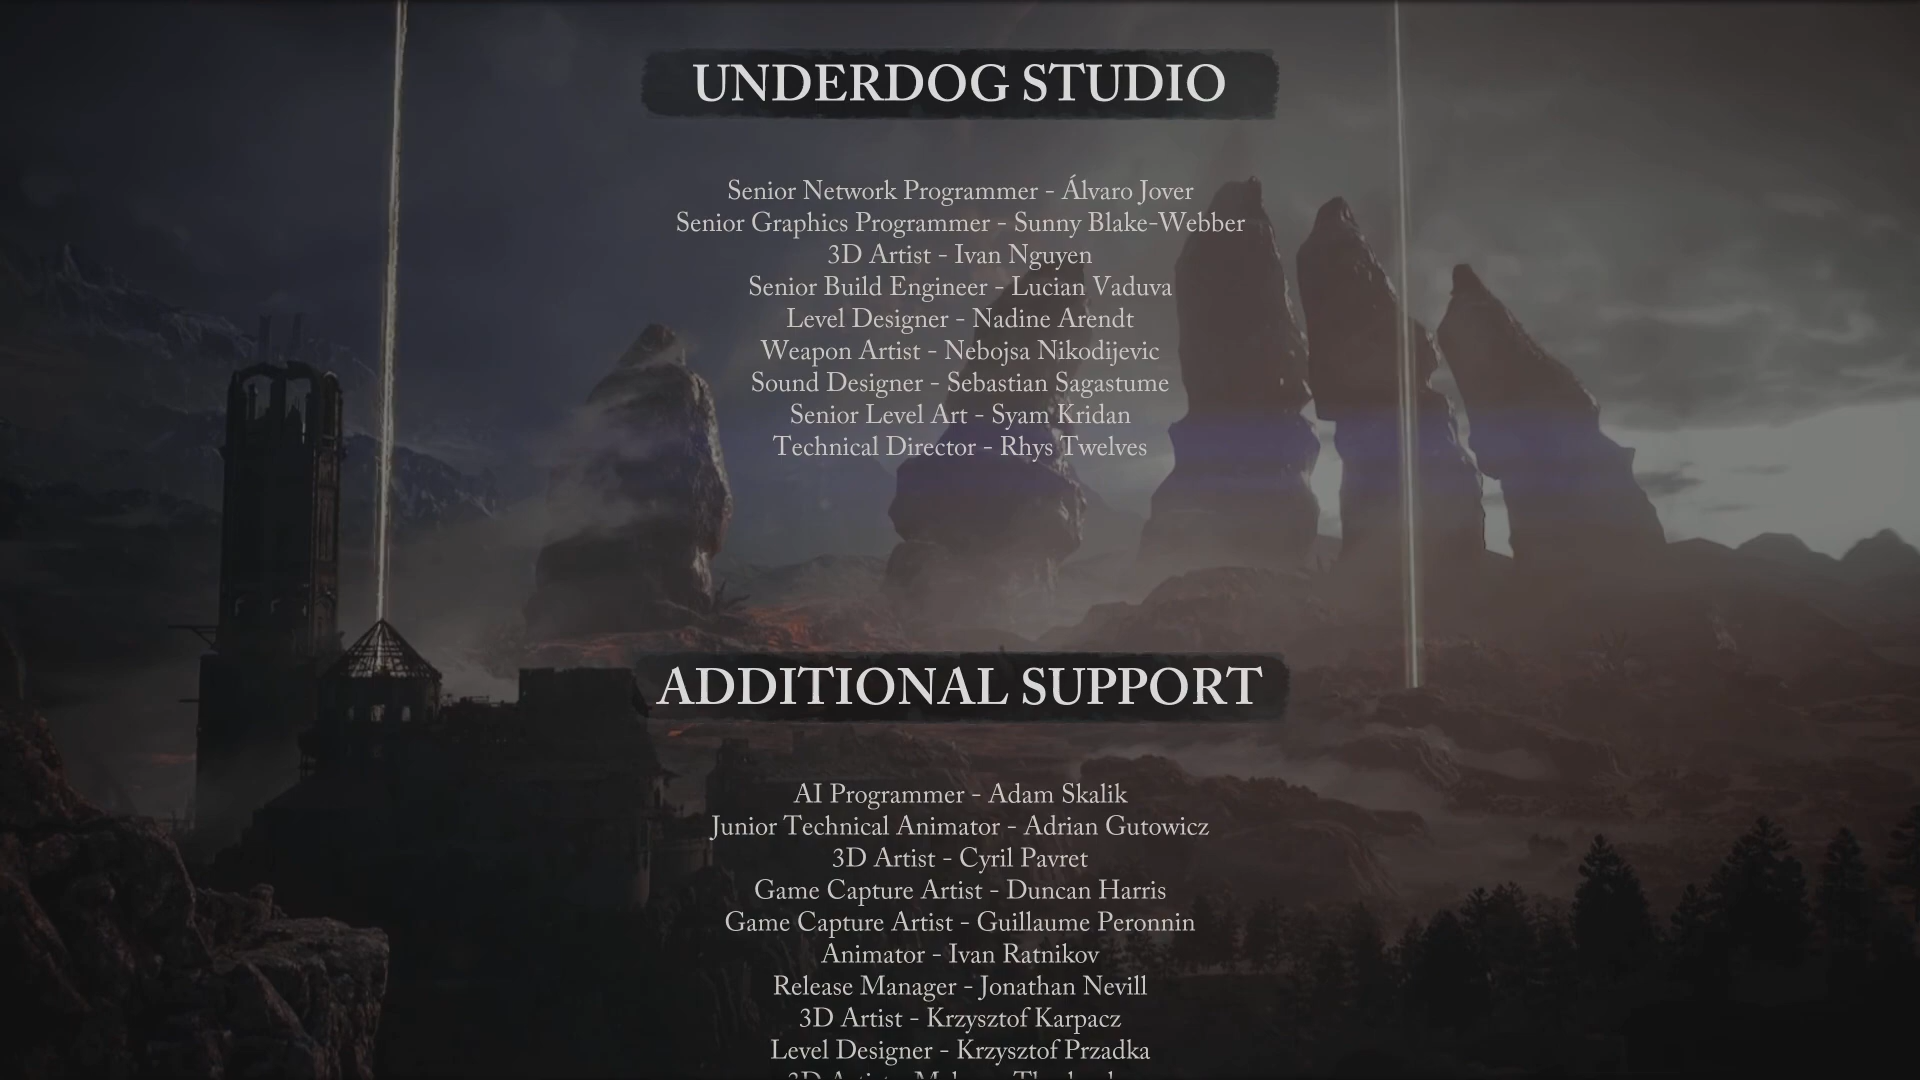 UNDERDOG STUDIO
Senior Network Programmer - Álvaro Jover
Senior Graphics Programmer - Sunny Blake-Webber
3D Artist - Ivan Nguyen
Senior Build Engineer - Lucian Vaduva
Level Designer - Nadine Arendt
Weapon Artist - Nebojsa Nikodijevic
Sound Designer - Sebastian Sagastume
Senior Level Art - Syam Kridan
Technical Director - Rhys Twelves
ADDITIONAL SUPPORT
AI Programmer - Adam Skalik
Junior Technical Animator - Adrian Gutowicz
3D Artist - Cyril Pavret
Game Capture Artist - Duncan Harris
Game Capture Artist - Guillaume Peronnin
Animator - Ivan Ratnikov
Release Manager - Jonathan Nevill
3D Artist - Krzysztof Karpacz
Level Designer - Krzysztof Przadka
3D Artist -